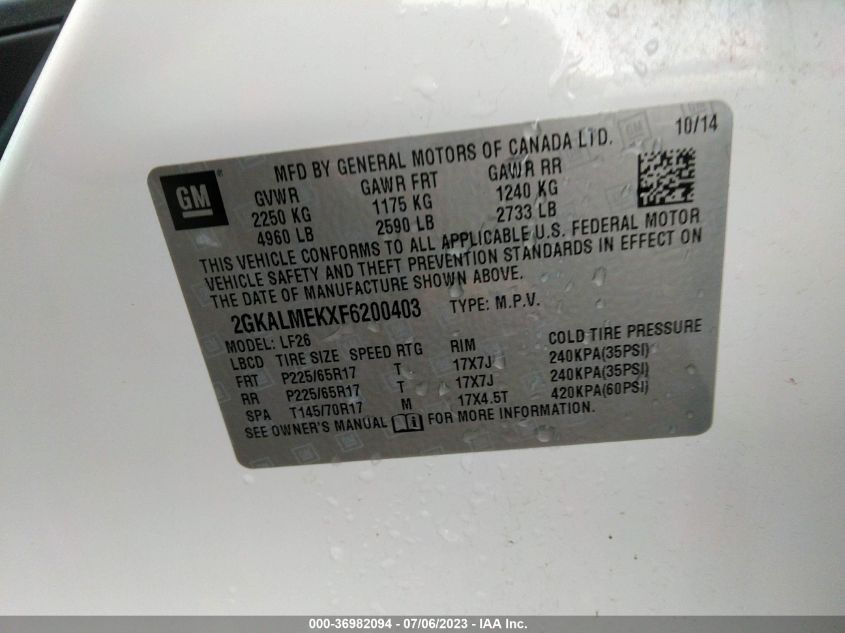 GM
®
MFD BY GENERAL MOTORS OF CANADA LTD.
10/14
GVWR GAWR FRT GAWR RR
2250 KG 1175 KG 1240 KG
4960 LB 2590 LB 2733 LB
THIS VEHICLE CONFORMS TO ALL APPLICABLE U.S. FEDERAL MOTOR
VEHICLE SAFETY AND THEFT PREVENTION STANDARDS IN EFFECT ON
THE DATE OF MANUFACTURE SHOWN ABOVE.
2GKALMEKXF6200403 TYPE: M.P.V.
MODEL: LF26
LBCD TIRE SIZE SPEED RTG RIM COLD TIRE PRESSURE
FRT P225/65R17 T 17X7J 240KPA(35PSI)
RR P225/65R17 T 17X7J 240KPA(35PSI)
SPA T145/70R17 M 17X4.5T 420KPA(60PSI)
SEE OWNER'S MANUAL FOR MORE INFORMATION.
000-36982094 - 07/06/2023 - IAA Inc.